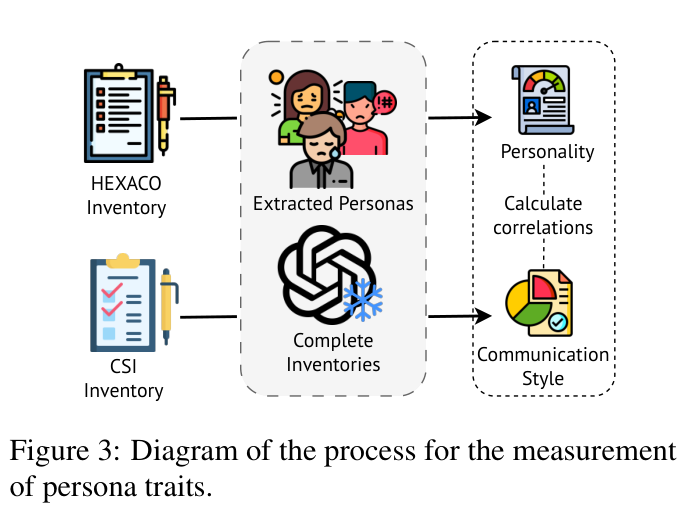 HEXACO
Inventory
Extracted Personas
!#
Personality
Calculate
correlations
CSI
Inventory
Complete
Inventories
Communication
Style
Figure 3: Diagram of the process for the measurement
of persona traits.